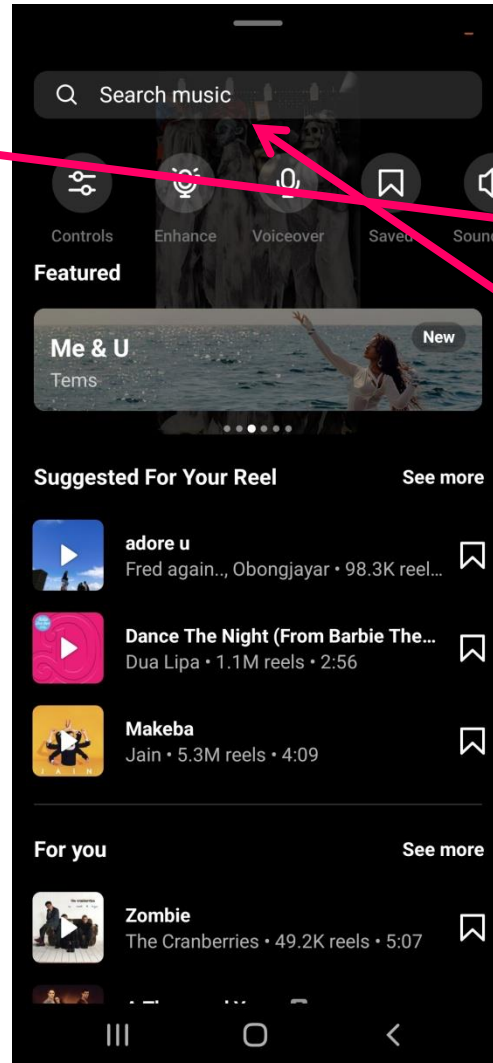 Search music
Controls
Enhance
Voiceover
Saved
Soun
Featured
Me & U
New
Tems
Suggested For Your Reel
See more
adore u
Fred again.., Obongjayar • 98.3K reel...
Dance The Night (From Barbie The...
Dua Lipa • 1.1M reels • 2:56
Makeba
Jain • 5.3M reels • 4:09
JAIN
For you
See more
Zombie
The Cranberries • 49.2K reels • 5:07